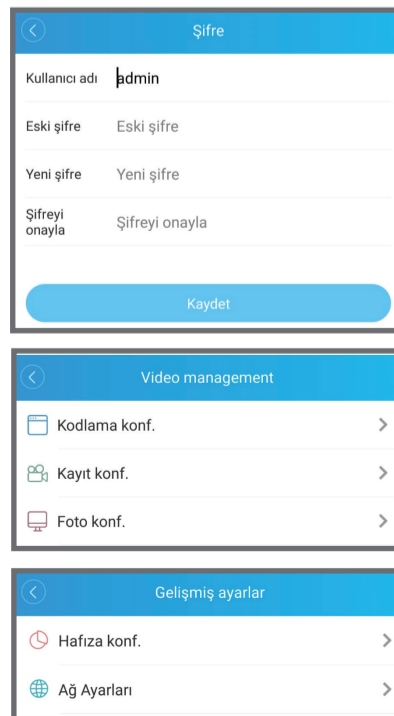 Şifre
Kullanıcı adı admin
Eski şifre Eski şifre
Yeni şifre Yeni şifre
Şifreyi
onayla Şifreyi onayla
Kaydet
Video management
Kodlama konf.
Kayıt konf.
Foto konf.
Gelişmiş ayarlar
Hafıza konf.
Ağ Ayarları